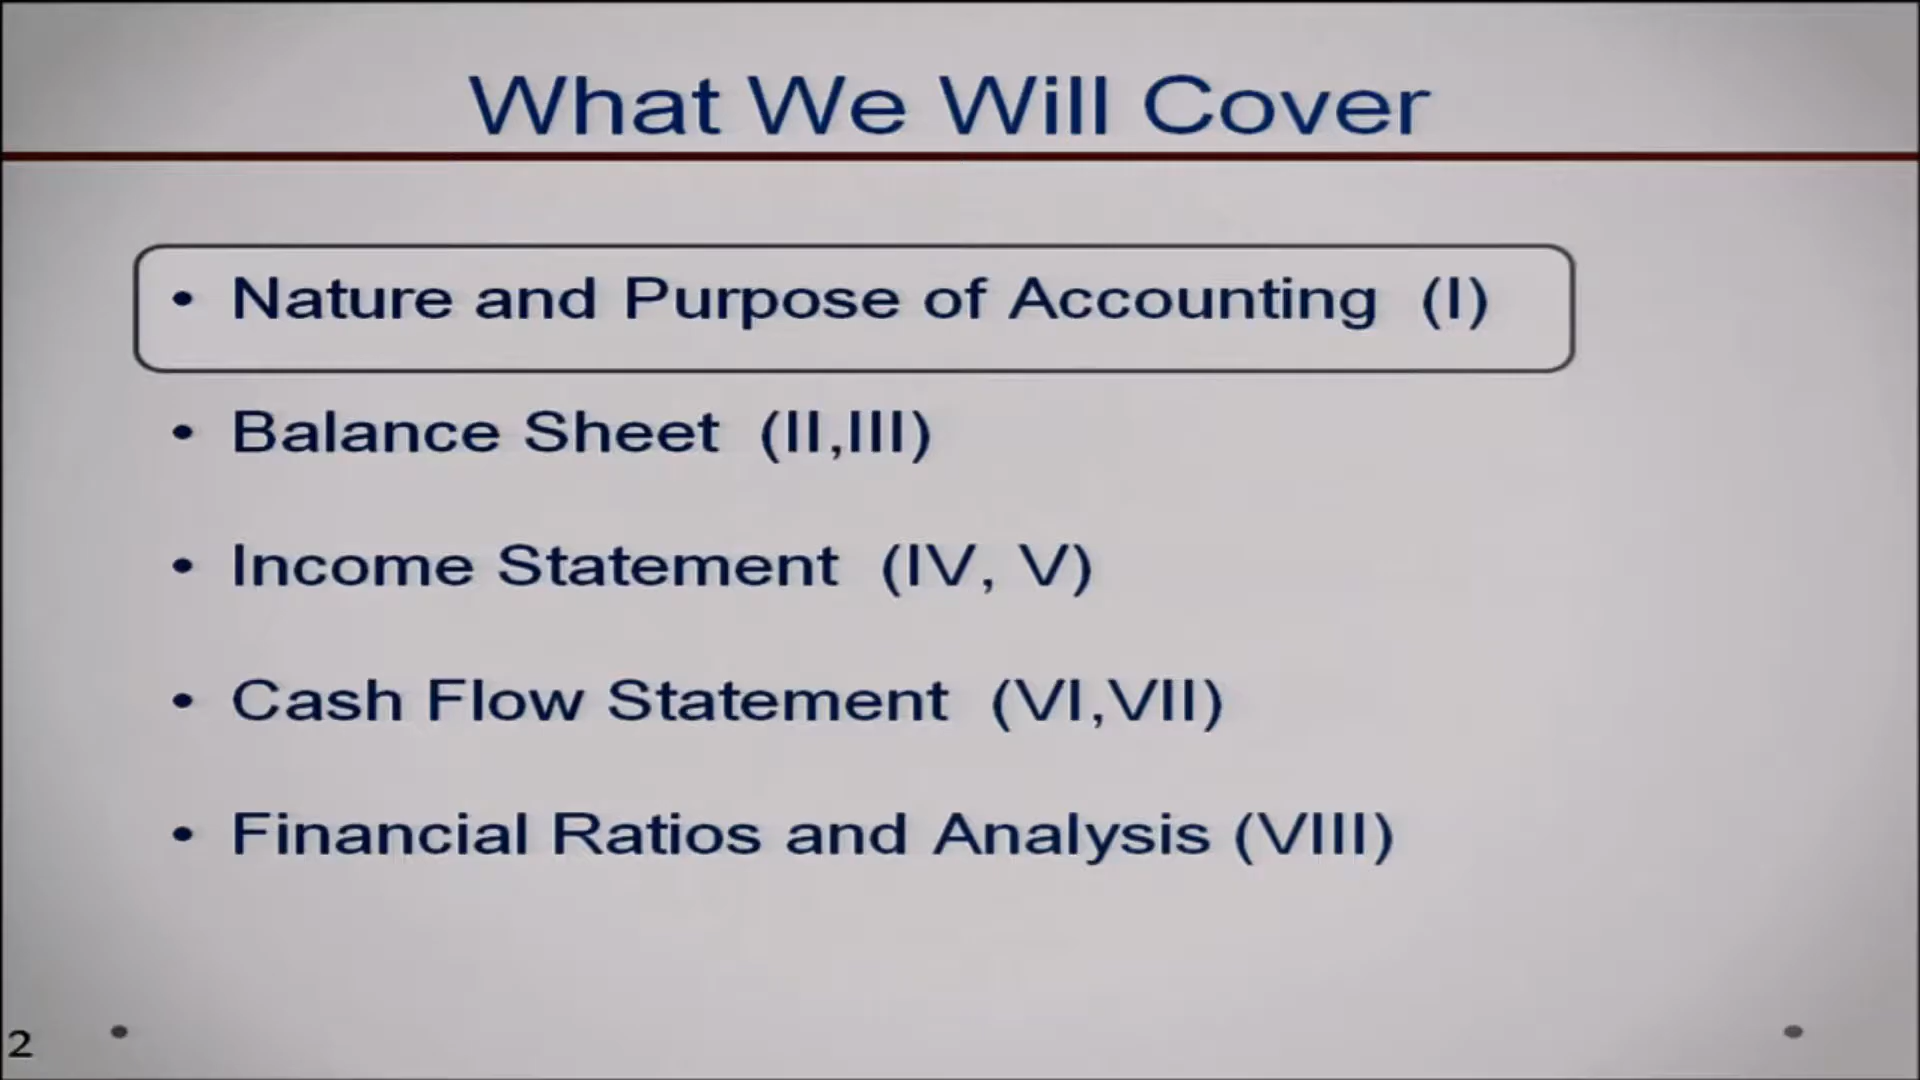 What We Will Cover
• Nature and Purpose of Accounting (I)
• Balance Sheet (II,III)
• Income Statement (IV, V)
• Cash Flow Statement (VI,VII)
• Financial Ratios and Analysis (VIII)
2